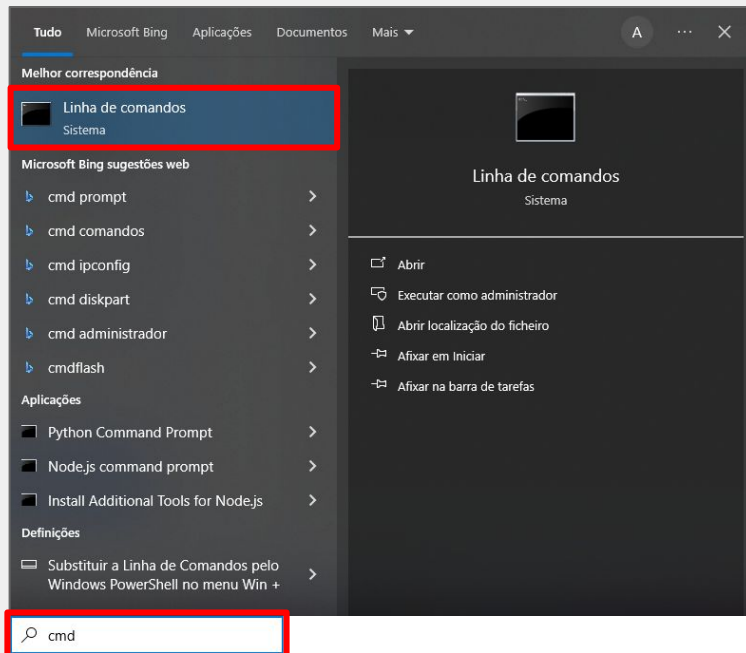 Tudo Microsoft Bing Aplicações Documentos Mais A ...
Melhor correspondência
Linha de comandos
Sistema
Microsoft Bing sugestões web
cmd prompt
cmd comandos
cmd ipconfig
cmd diskpart
cmd administrador
cmdflash
Aplicações
Python Command Prompt
Node.js command prompt
Install Additional Tools for Node.js
Definições
Substituir a Linha de Comandos pelo
Windows PowerShell no menu Win +
cmd
Linha de comandos
Sistema
Abrir
Executar como administrador
Abrir localização do ficheiro
Afixar em Iniciar
Afixar na barra de tarefas